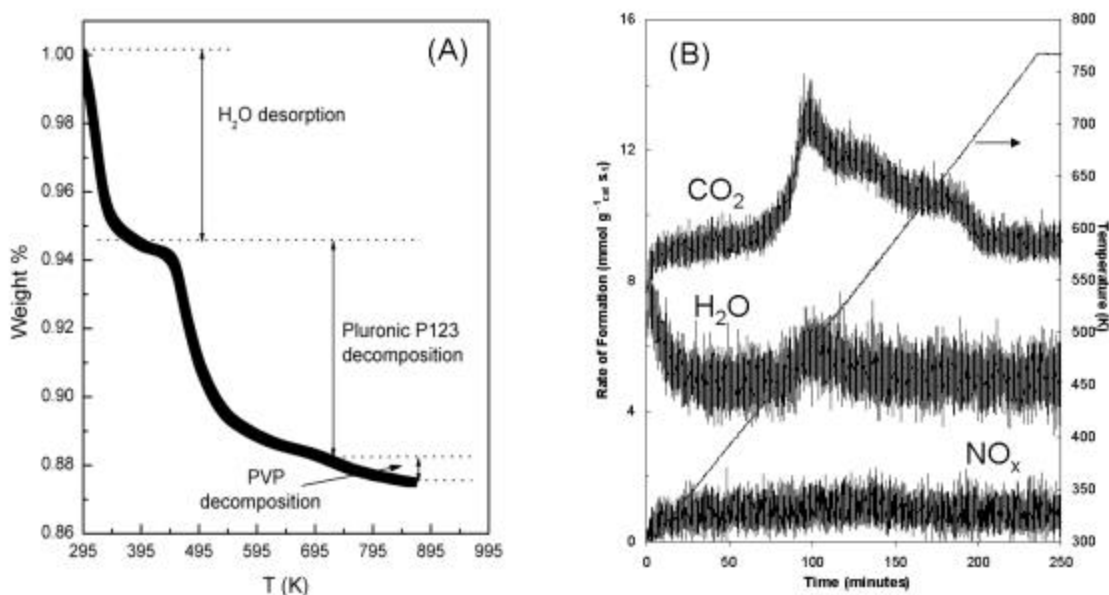 (A)
1.00
0.98
0.96
0.94
0.92
0.90
0.88
0.86
Weight %
H₂O desorption
Pluronic P123
decomposition
PVP
decomposition
295 395 495 595 695 795 895 995
T (K)
(B)
16
12
8
4
0
Rate of Formation (mmol g⁻¹cat s.₁)
CO₂
H₂O
NOₓ
800
750
700
650
600
550
500
450
400
350
300
Temperature (K)
0 50 100 150 200 250
Time (minutes)